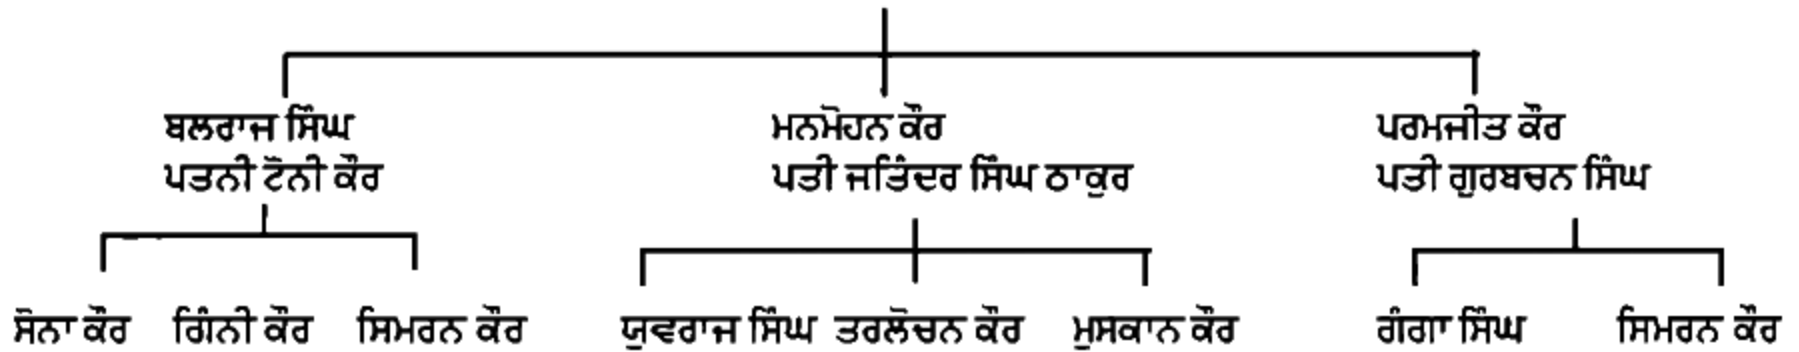 ਬਲਰਾਜ ਸਿੰਘ ਮਨਮੋਹਨ ਕੌਰ ਪਰਮਜੀਤ ਕੌਰ
ਪਤਨੀ ਟੋਨੀ ਕੌਰ ਪਤੀ ਜਤਿੰਦਰ ਸਿੰਘ ਠਾਕੁਰ ਪਤੀ ਗੁਰਬਚਨ ਸਿੰਘ
ਸੋਨਾ ਕੌਰ ਗਿੰਨੀ ਕੌਰ ਸਿਮਰਨ ਕੌਰ ਯੁਵਰਾਜ ਸਿੰਘ ਤਰਲੋਚਨ ਕੌਰ ਮੁਸਕਾਨ ਕੌਰ ਗੰਗਾ ਸਿੰਘ ਸਿਮਰਨ ਕੌਰ